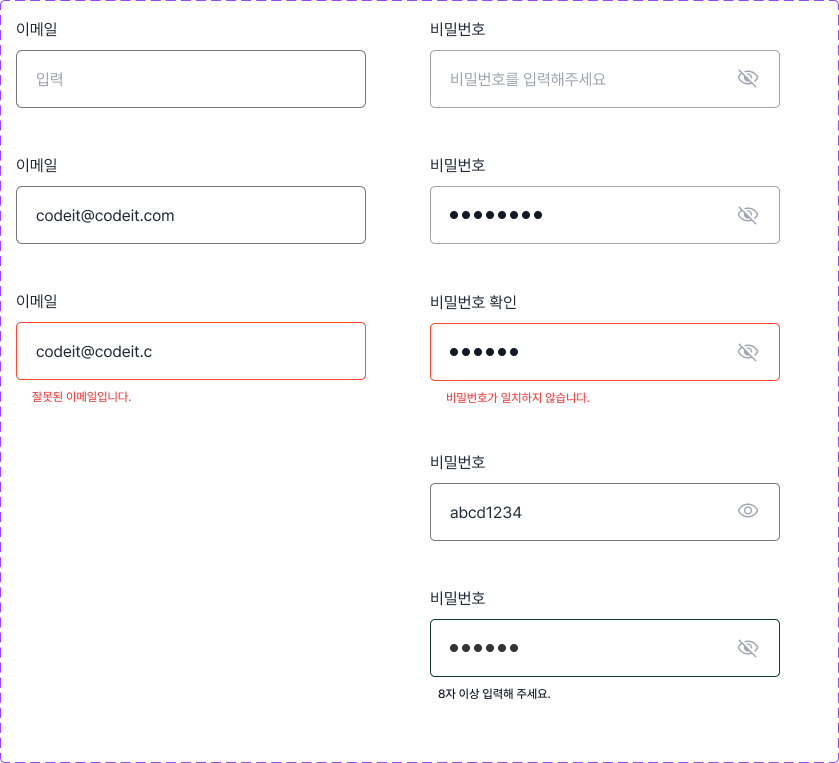 이메일
입력
이메일
codeit@codeit.com
이메일
codeit@codeit.c
잘못된 이메일입니다.
비밀번호
비밀번호를 입력해주세요
비밀번호
●●●●●●●●
비밀번호 확인
●●●●●●
비밀번호가 일치하지 않습니다.
비밀번호
abcd1234
비밀번호
●●●●●●
8자 이상 입력해 주세요.